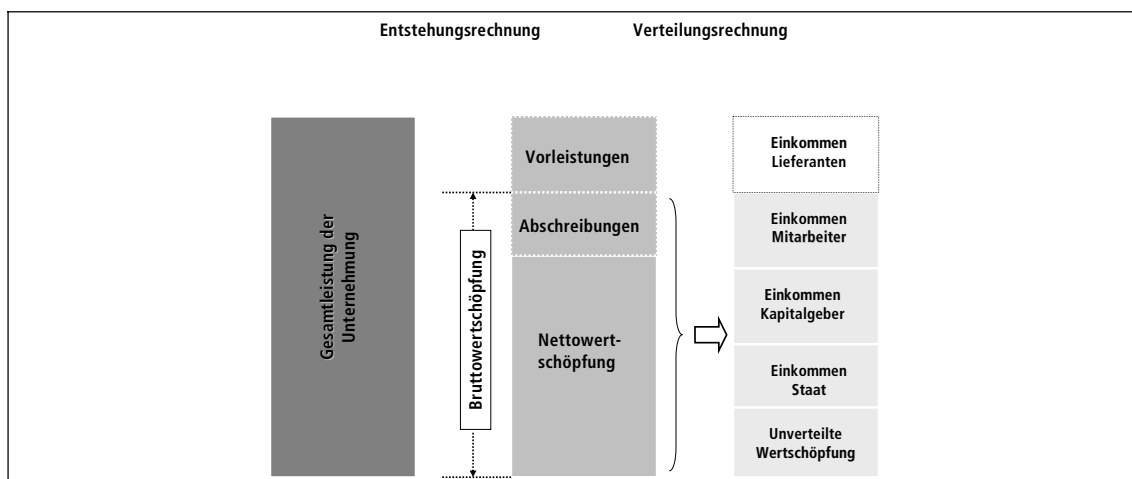 Entstehungsrechnung
Verteilungsrechnung
Gesamtleistung der
Unternehmung
Bruttowertschöpfung
Vorleistungen
Abschreibungen
Nettowert-
schöpfung
Einkommen
Lieferanten
Einkommen
Mitarbeiter
Einkommen
Kapitalgeber
Einkommen
Staat
Unverteilte
Wertschöpfung